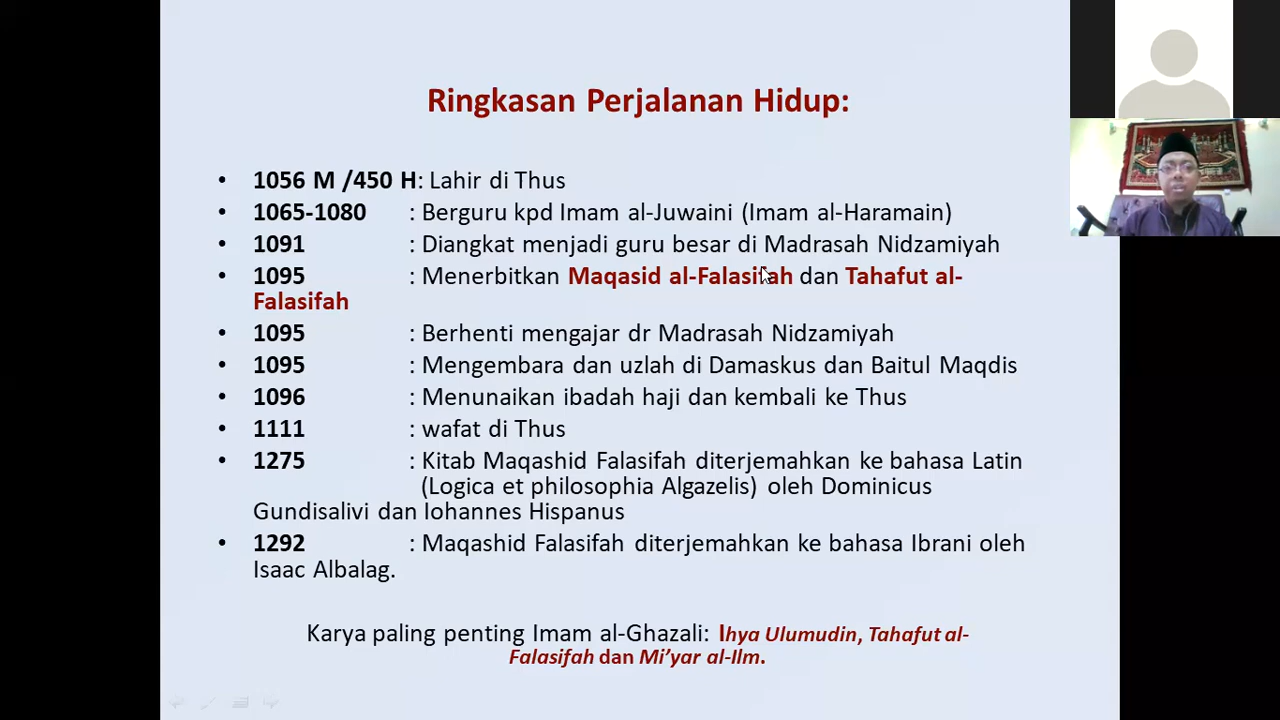 Ringkasan Perjalanan Hidup:
• 1056 M /450 H: Lahir di Thus
• 1065-1080 : Berguru kpd Imam al-Juwaini (Imam al-Haramain)
• 1091 : Diangkat menjadi guru besar di Madrasah Nidzamiyah
• 1095 : Menerbitkan Maqasid al-Falasifah dan Tahafut al-
Falasifah
• 1095 : Berhenti mengajar dr Madrasah Nidzamiyah
• 1095 : Mengembara dan uzlah di Damaskus dan Baitul Maqdis
• 1096 : Menunaikan ibadah haji dan kembali ke Thus
• 1111 : wafat di Thus
• 1275 : Kitab Maqashid Falasifah diterjemahkan ke bahasa Latin
(Logica et philosophia Algazelis) oleh Dominicus
Gundisalivi dan Iohannes Hispanus
• 1292 : Maqashid Falasifah diterjemahkan ke bahasa Ibrani oleh
Isaac Albalag.
Karya paling penting Imam al-Ghazali: Ihya Ulumudin, Tahafut al-
Falasifah dan Mi’yar al-Ilm.